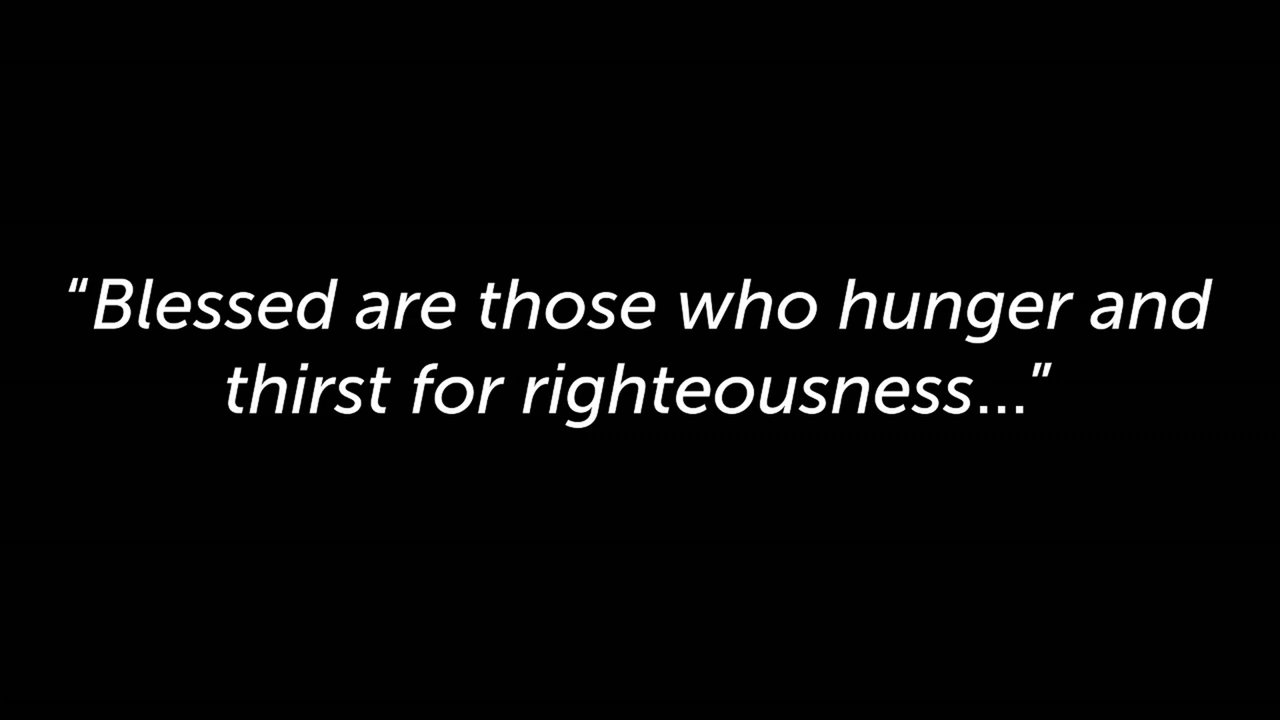 “Blessed are those who hunger and
thirst for righteousness...”